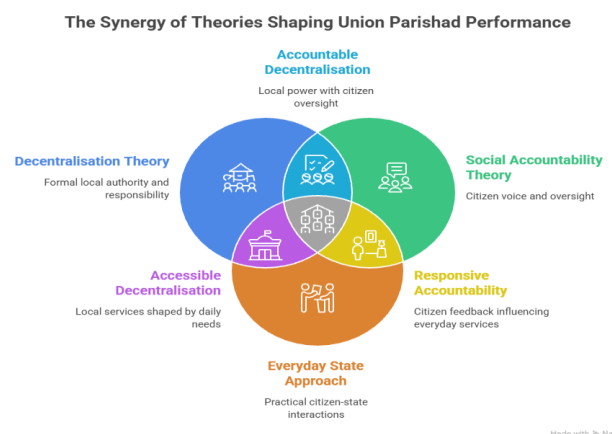 The Synergy of Theories Shaping Union Parishad Performance
Accountable
Decentralisation
Local power with citizen
oversight
Decentralisation Theory
Formal local authority and
responsibility
Social Accountability
Theory
Citizen voice and oversight
Accessible
Decentralisation
Local services shaped by daily
needs
Responsive
Accountability
Citizen feedback influencing
everyday services
Everyday State
Approach
Practical citizen-state
interactions